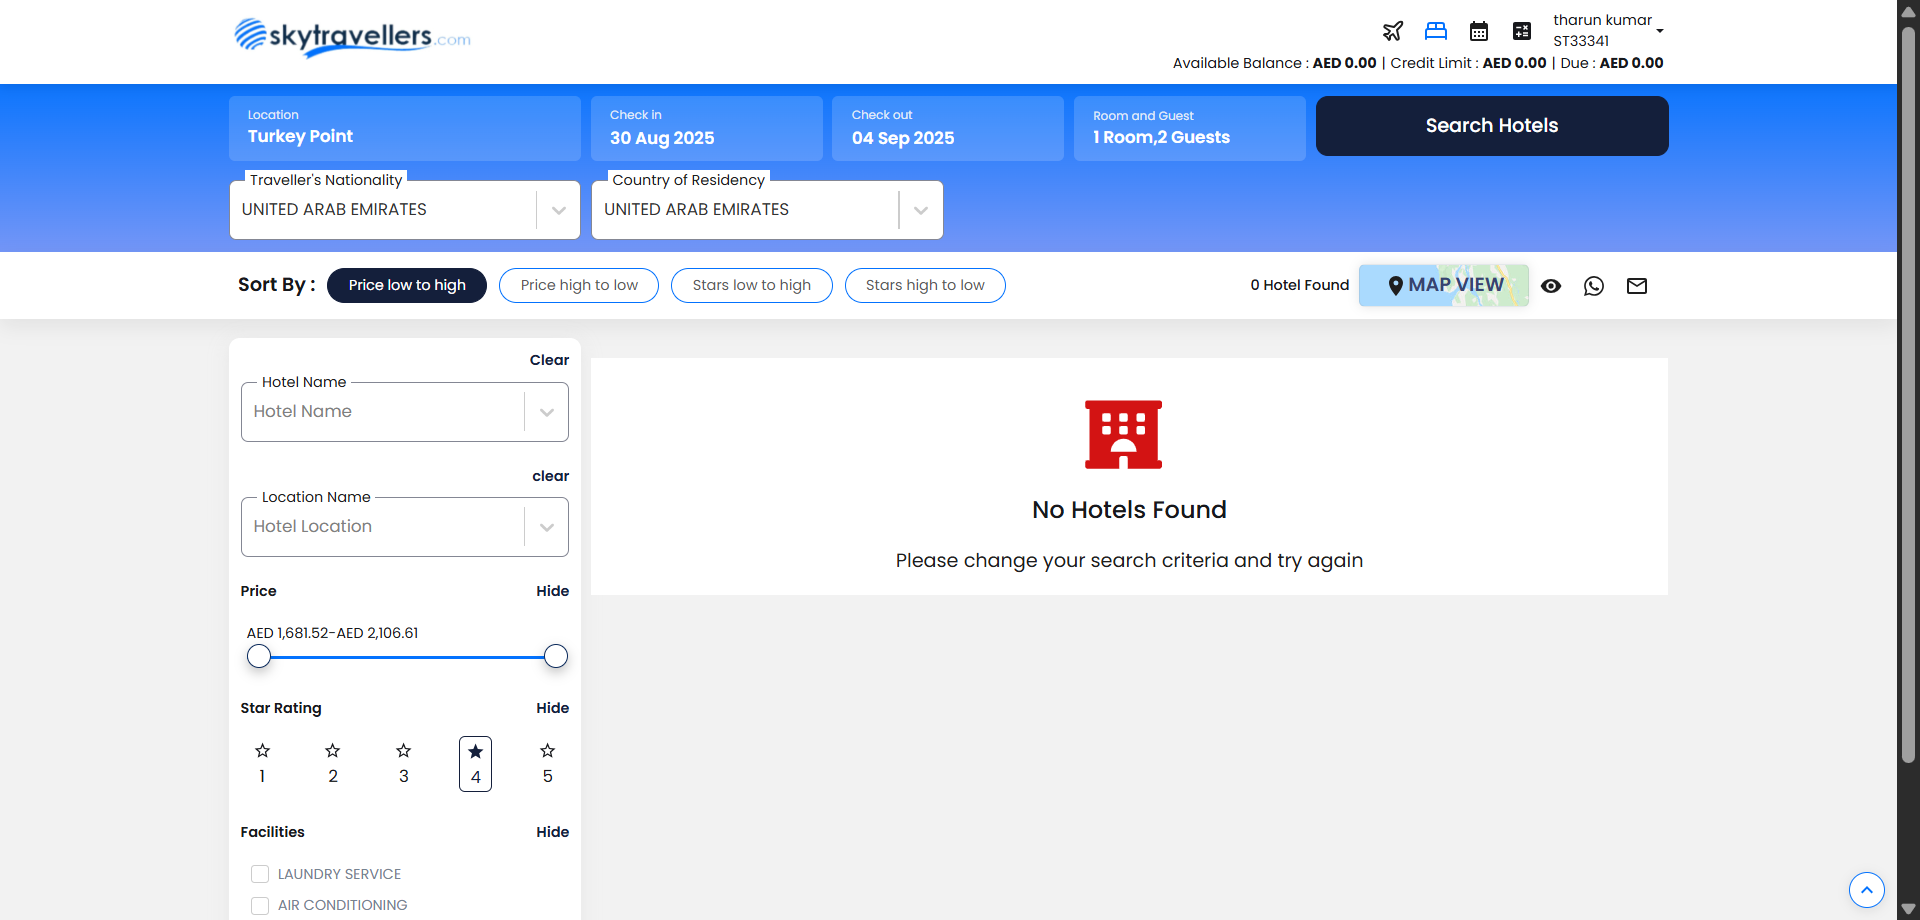 skytravellers.com
tharun kumar
ST33341
Available Balance : AED 0.00 | Credit Limit : AED 0.00 | Due : AED 0.00
Location
Turkey Point
Check in
30 Aug 2025
Check out
04 Sep 2025
Room and Guest
1 Room,2 Guests
Search Hotels
Traveller's Nationality
UNITED ARAB EMIRATES
Country of Residency
UNITED ARAB EMIRATES
Sort By :
Price low to high
Price high to low
Stars low to high
Stars high to low
0 Hotel Found
MAP VIEW
Clear
Hotel Name
Hotel Name
clear
Location Name
Hotel Location
Price
Hide
AED 1,681.52-AED 2,106.61
Star Rating
Hide
1
2
3
4
5
Facilities
Hide
LAUNDRY SERVICE
AIR CONDITIONING
No Hotels Found
Please change your search criteria and try again